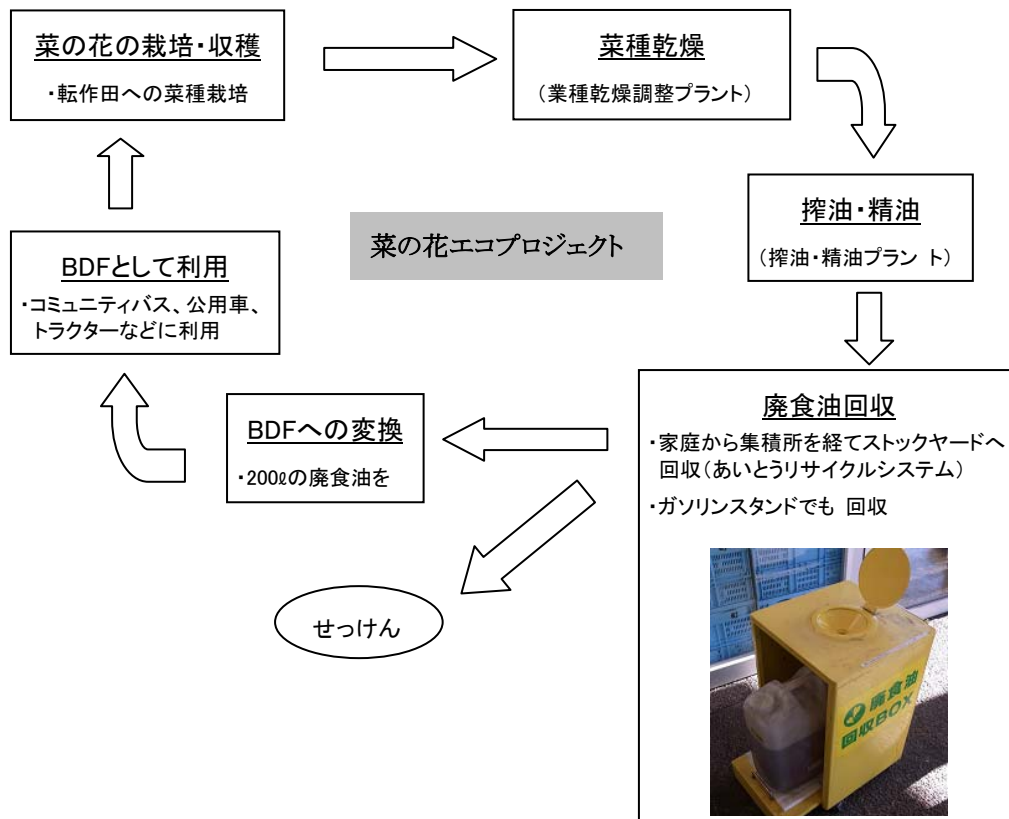 菜の花の栽培・収穫
・転作田への菜種栽培
菜種乾燥
（業種乾燥調整プラント）
搾油・精油
（搾油・精油プラン ト）
菜の花エコプロジェクト
BDFとして利用
・コミュニティバス、公用車、
トラクターなどに利用
廃食油回収
・家庭から集積所を経てストックヤードへ
回収（あいとうリサイクルシステム）
・ガソリンスタンドでも 回収
BDFへの変換
・200ℓの廃食油を
せっけん
廃食油
回収BOX